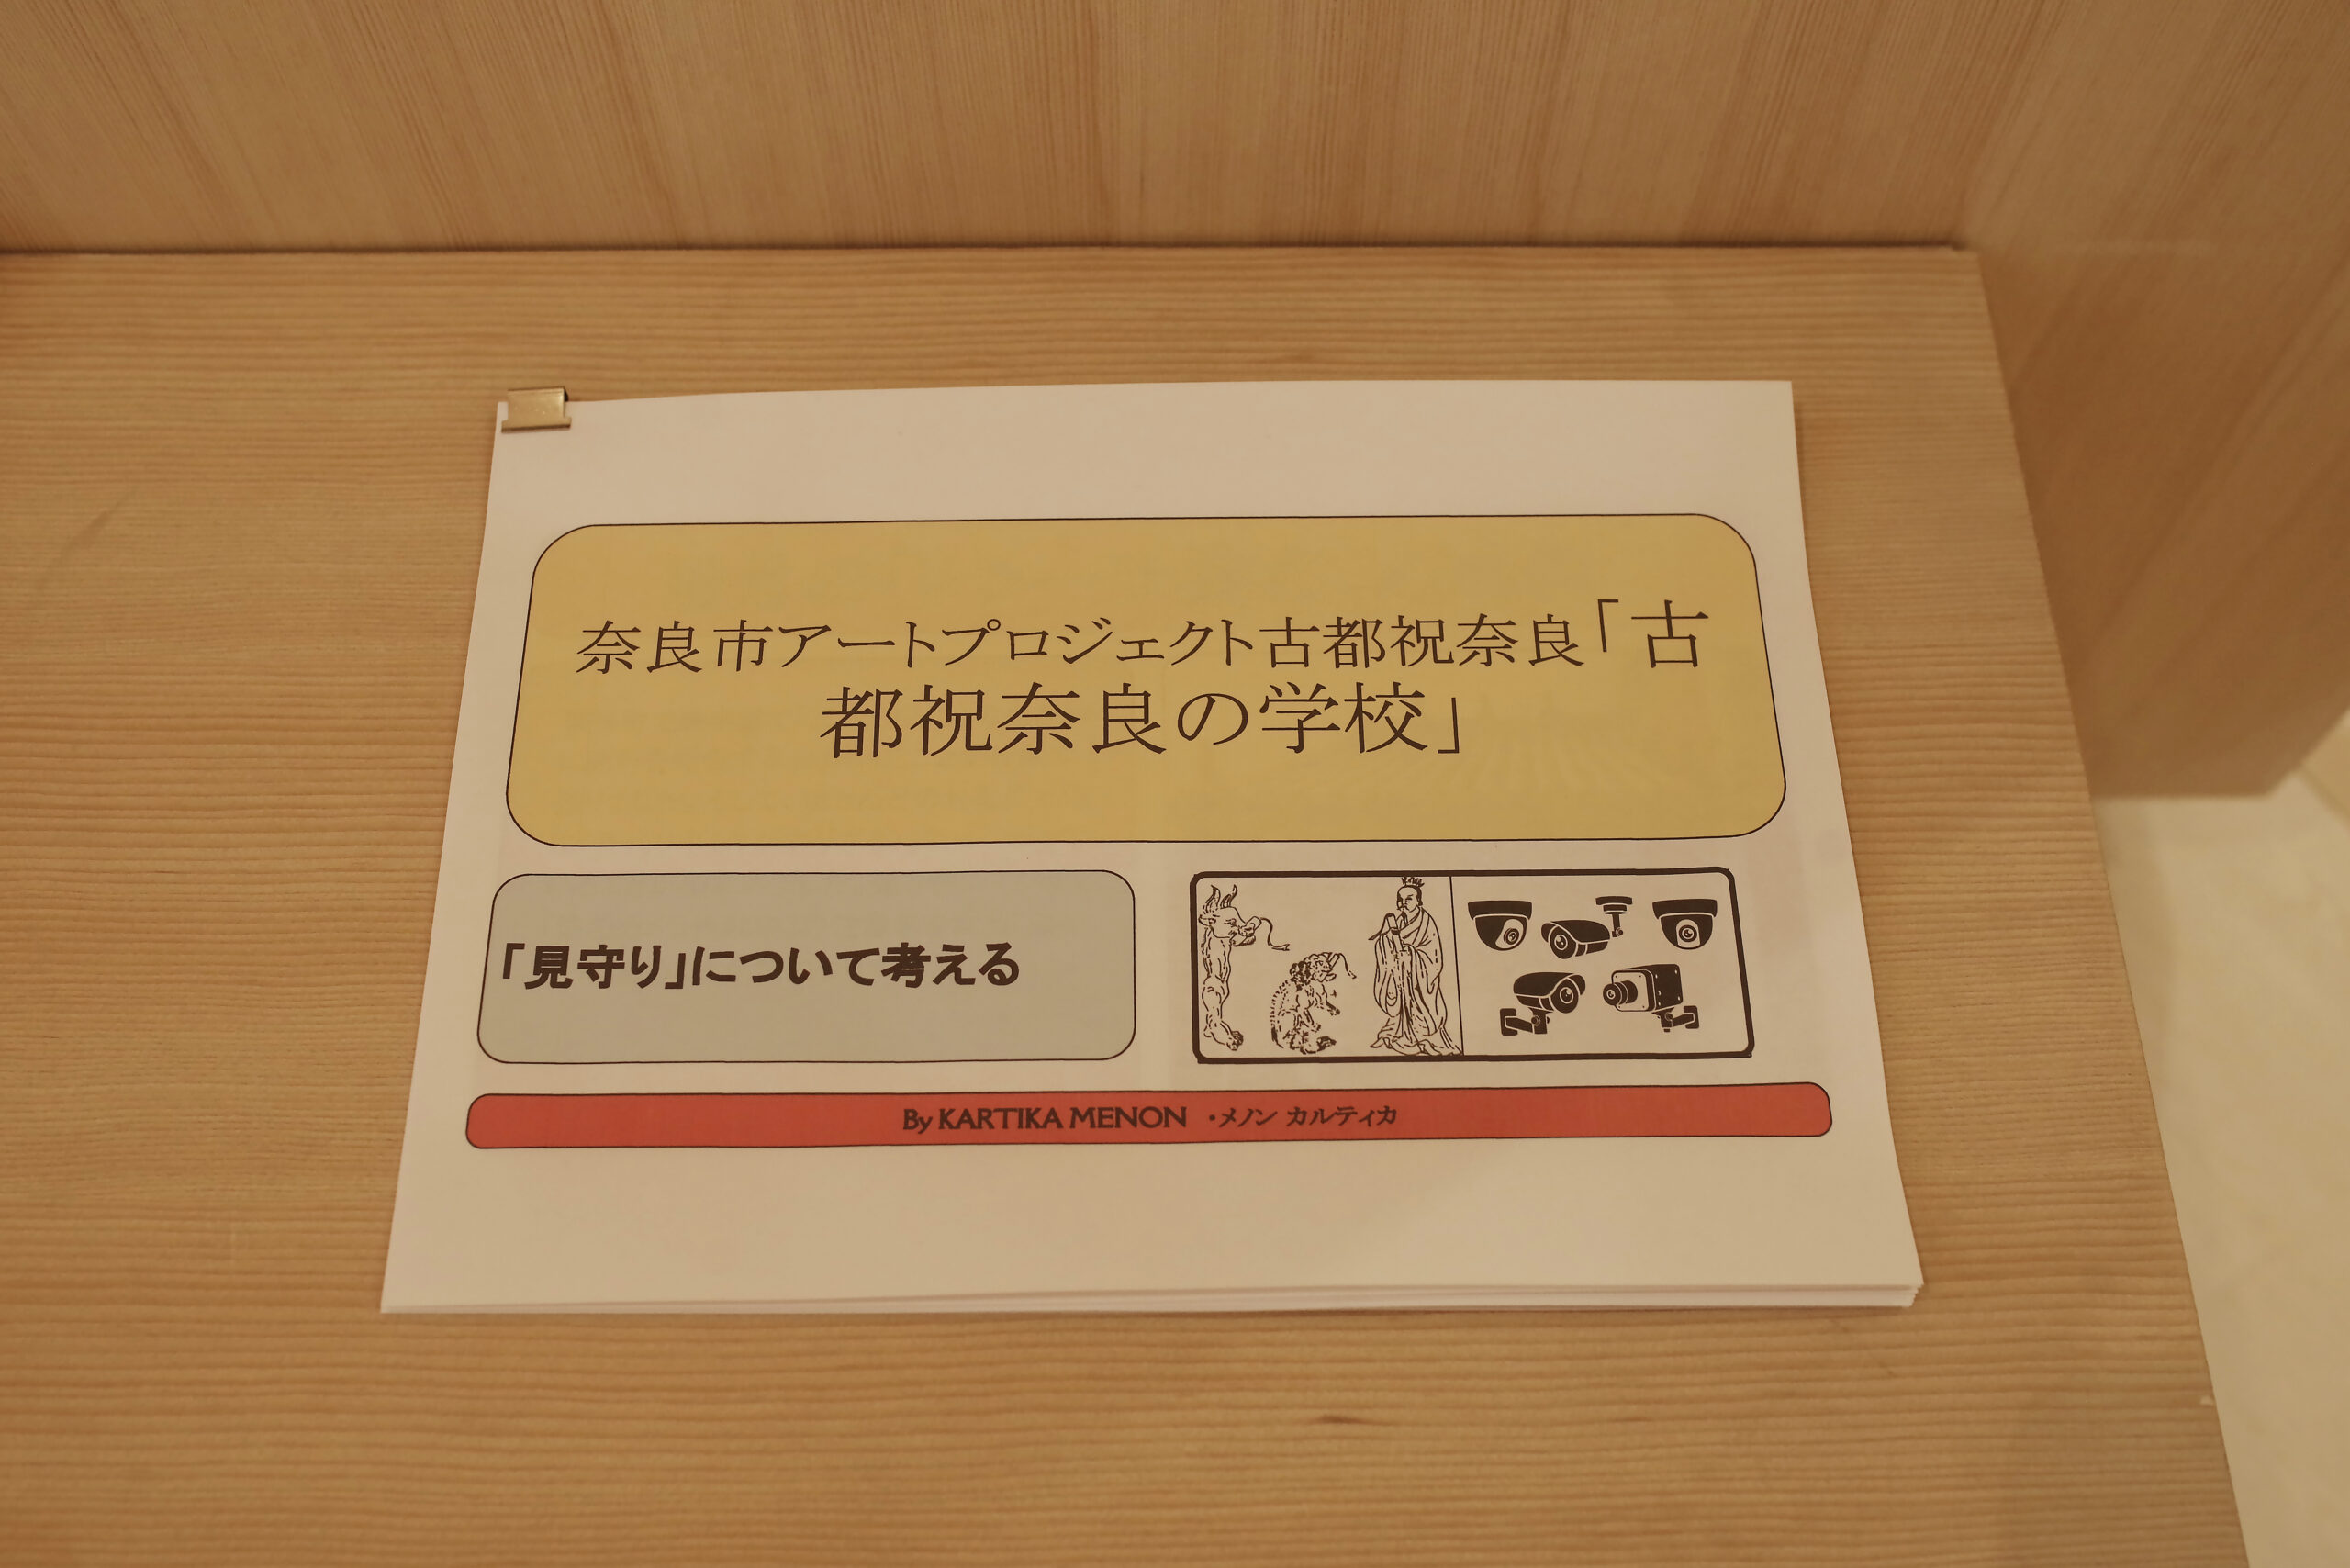 奈良市アートプロジェクト古都祝奈良「古
都祝奈良の学校」
「見守り」について考える
By KARTIKA MENON ・メノン カルティカ